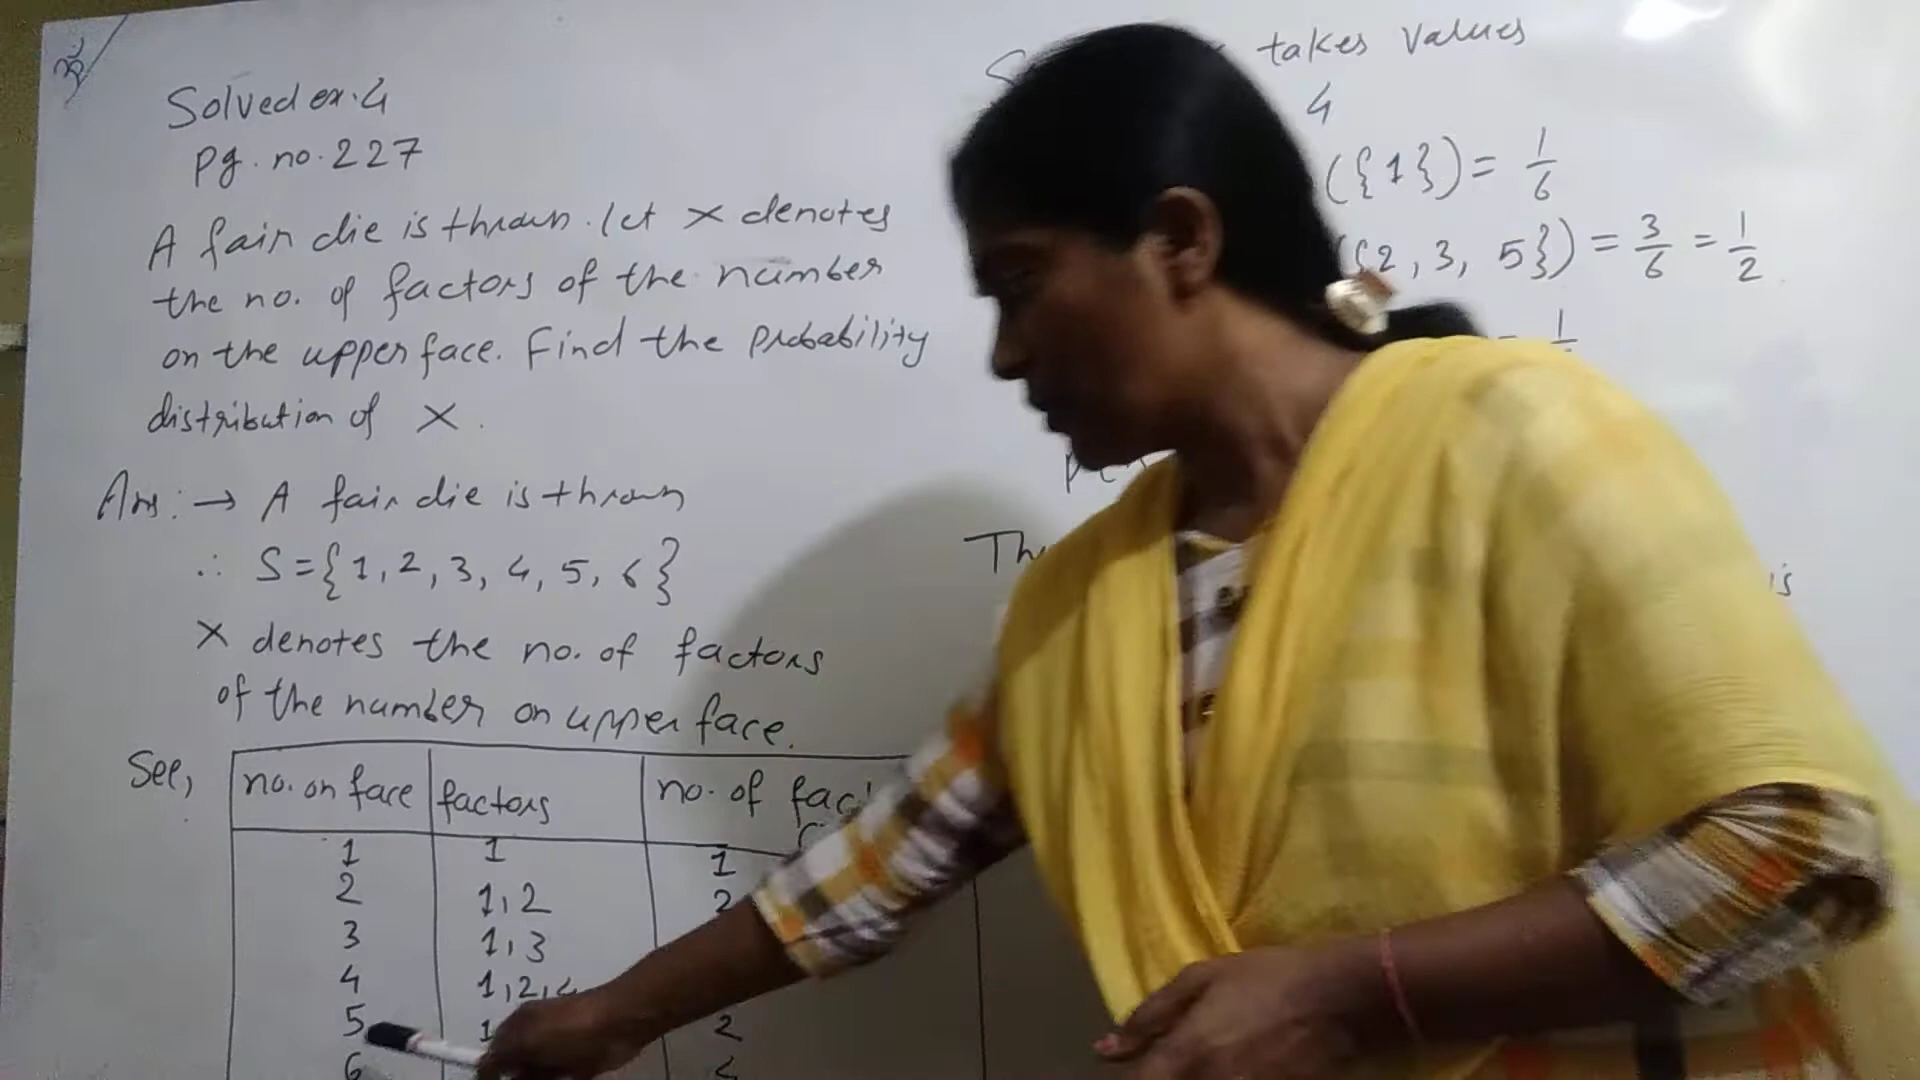 Solved ex.4
pg. no. 227
A fair die is thrown. let X denotes
the no. of factors of the number
on the upper face. Find the probability
distribution of X.
Ans: → A fair die is thrown
∴ S={1, 2, 3, 4, 5, 6}
X denotes the no. of factors
of the number on upper face.
See,
no. on face factors no. of
1 1 1
2 1, 2 2
3 1, 3
4 1, 2, 4
5 1 2
6
takes values
4
({1}) = 1/6
({2, 3, 5}) = 3/6 = 1/2
is